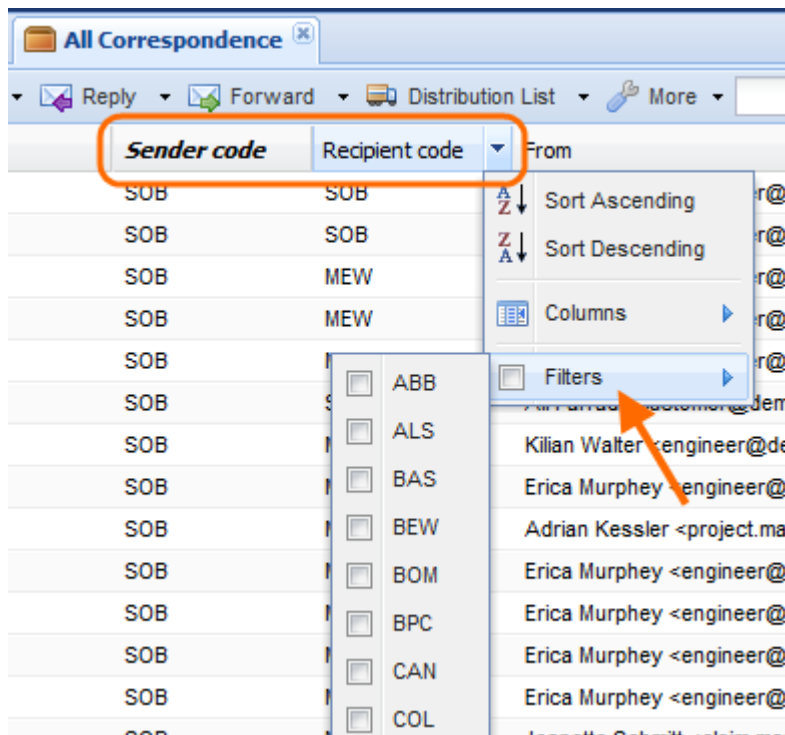 All Correspondence
Reply Forward Distribution List More
Sender code Recipient code From
SOB SOB Sort Ascending r@
SOB SOB Sort Descending r@
SOB MEW r@
SOB MEW Columns r@
SOB r@
ABB Filters
SOB
ALS
SOB Kilian Walter <engineer@de
BAS
SOB Erica Murphey <engineer@
BEW
SOB Adrian Kessler <project.ma
BOM
SOB Erica Murphey <engineer@
BPC
SOB Erica Murphey <engineer@
CAN
SOB Erica Murphey <engineer@
SOB Erica Murphey <engineer@
COL